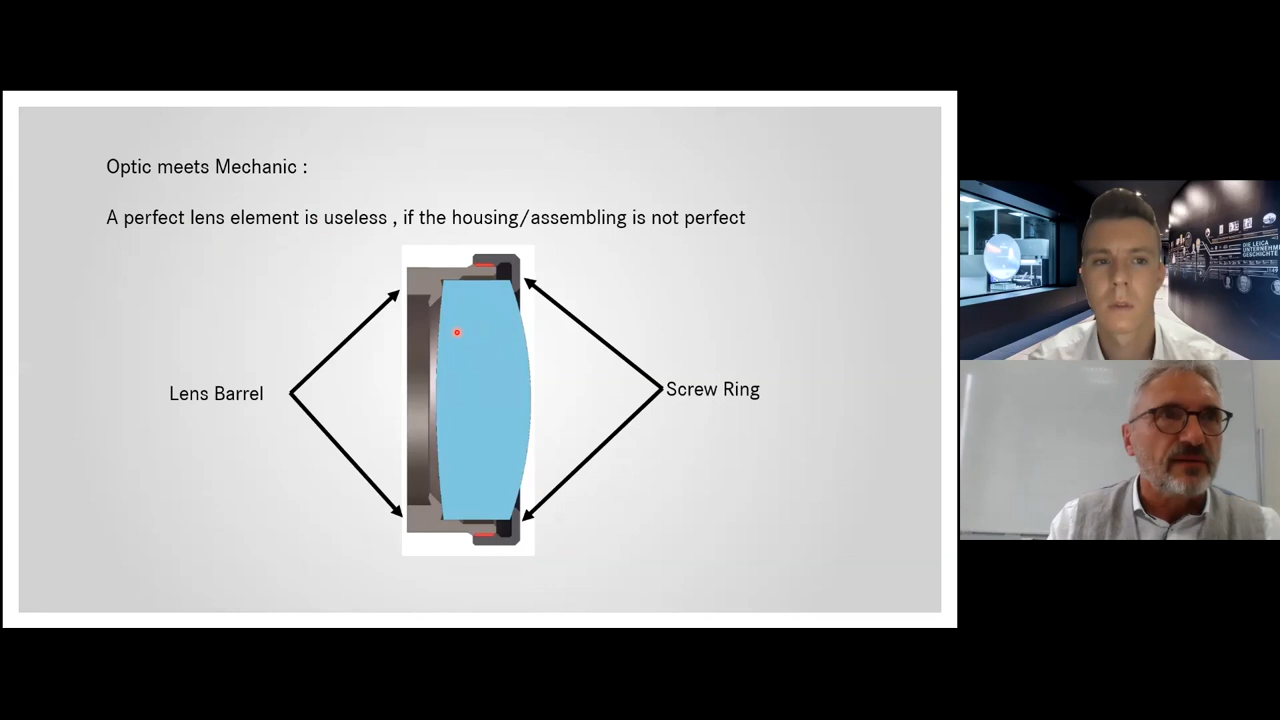 Optic meets Mechanic :
A perfect lens element is useless , if the housing/assembling is not perfect
Lens Barrel
Screw Ring
DIE LEICA
UNTERNEHMENS
GESCHICHTE